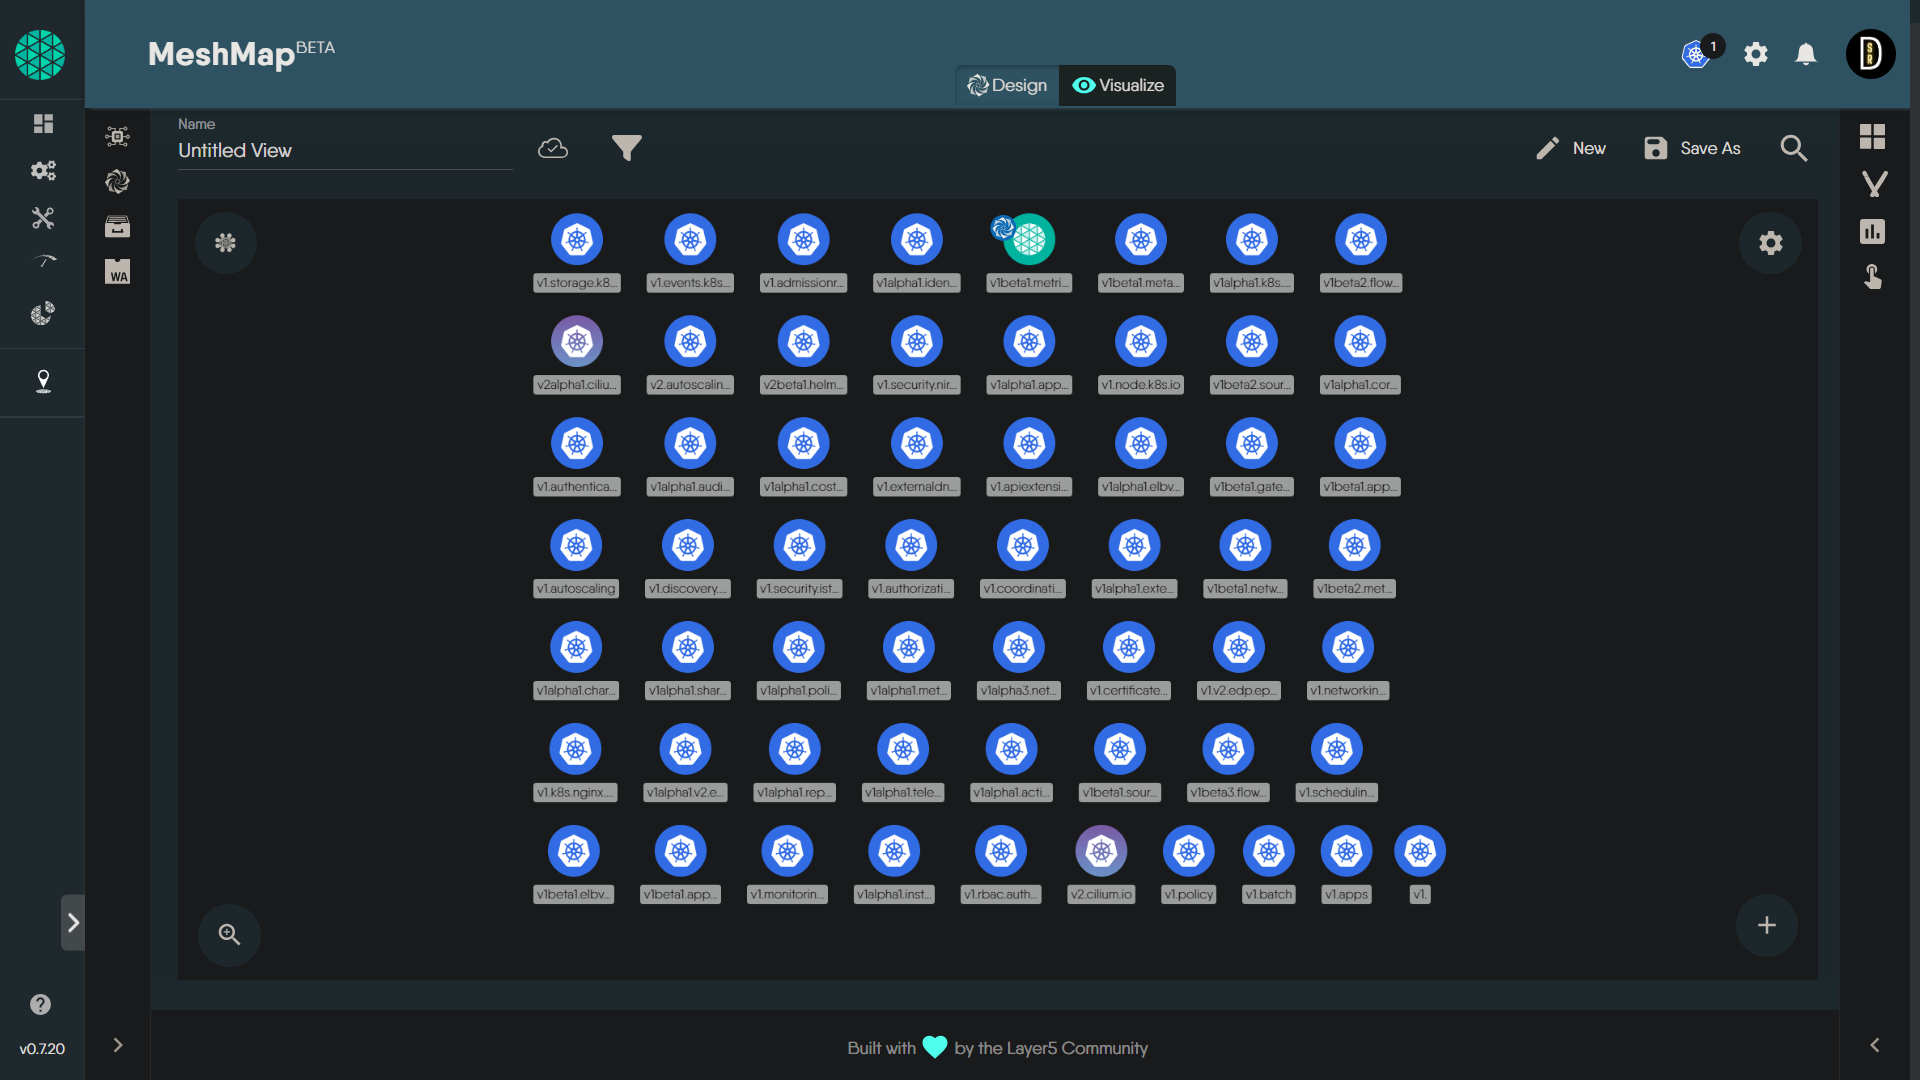 MeshMap BETA
1
Design
Visualize
Name
Untitled View
New
Save As
v1.storage.k8...
v1.events.k8s...
v1.admissionr...
v1alpha1.iden...
v1beta1.metri...
v1beta1.meta...
v1alpha1.k8s....
v1beta2.flow...
v2alpha1.ciliu...
v2.autoscalin...
v2beta1.helm...
v1.security.nir...
v1alpha1.app...
v1.node.k8s.io
v1beta2.sour...
v1alpha1.cor...
v1.authentica...
v1alpha1.audi...
v1alpha1.cost...
v1.externaldn...
v1.apiextensi...
v1alpha1.elbv...
v1beta1.gate...
v1beta1.app...
v1.autoscaling
v1.discovery....
v1.security.ist...
v1.authorizati...
v1.coordinati...
v1alpha1.exte...
v1beta1.netw...
v1beta2.met...
v1alpha1.char...
v1alpha1.shar...
v1alpha1.poli...
v1alpha1.met...
v1alpha3.net...
v1.certificate...
v1.v2.edp.ep...
v1.networkin...
v1.k8s.nginx....
v1alpha1.v2.e...
v1alpha1.rep...
v1alpha1.tele...
v1alpha1.acti...
v1beta1.sour...
v1beta3.flow...
v1.schedulin...
v1beta1.elbv...
v1beta1.app...
v1.monitorin...
v1alpha1.inst...
v1.rbac.auth...
v2.cilium.io
v1.policy
v1.batch
v1.apps
v1.
WA
D
SR
v0.7.20
Built with by the Layer5 Community